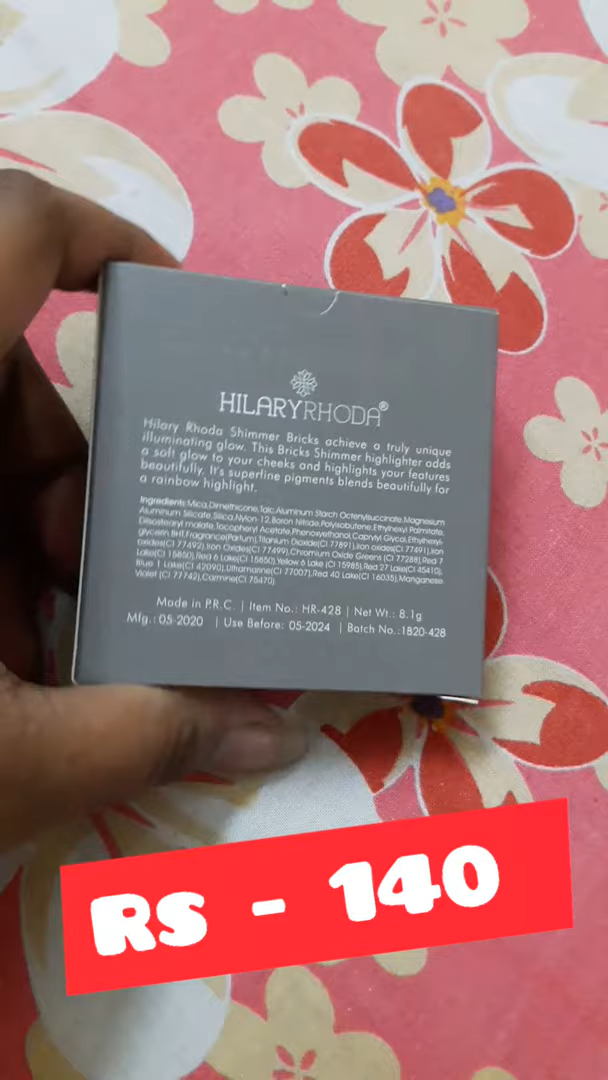 HILARYRHODA®
Hilary Rhoda Shimmer Bricks achieve a truly unique
illuminating glow. This Bricks Shimmer highlighter adds
a soft glow to your cheeks and highlights your features
beautifully. It's superfine pigments blends beautifully for
a rainbow highlight.
Ingredients: Mica, Dimethicone, Talc, Aluminum Starch Octenylsuccinate, Magnesium
Aluminum Silicate, Silica, Nylon-12, Boron Nitride, Polyisobutene, Ethylhexyl Palmitate,
Diisostearyl malate, Tocopheryl Acetate, Phenoxyethanol, Caprylyl Glycol, Ethylhexyl-
glycerin, BHT, Fragrance(Parfum), Titanium Dioxide(CI 77891), Iron oxides(CI 77491), Iron
oxides(CI 77492), Iron Oxides(CI 77499), Chromium Oxide Greens (CI 77288), Red 7
Lake(CI 15850), Red 6 Lake(CI 15850), Yellow 6 Lake (CI 15985), Red 27 Lake(CI 45410),
Blue 1 Lake(CI 42090), Ultramarine(CI 77007), Red 40 Lake(CI 16035), Manganese
Violet (CI 77742), Carmine(CI 75470).
Made in P.R.C. | Item No.: HR-428 | Net Wt.: 8.1g
Mfg.: 05-2020 | Use Before: 05-2024 | Batch No.:1820-428
RS - 140